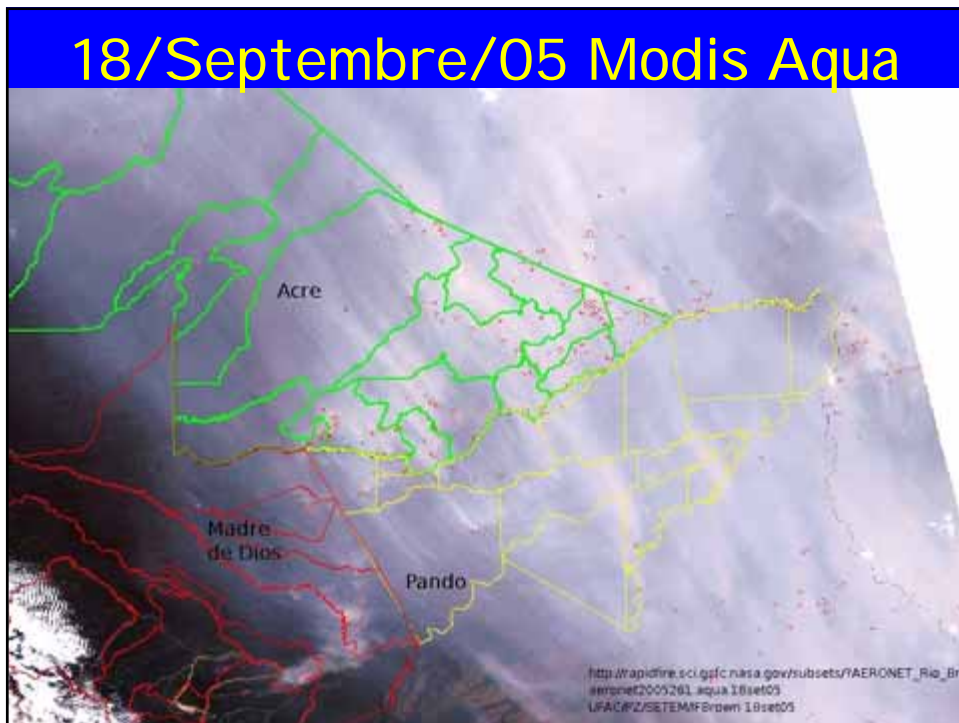 18/Septembre/05 Modis Aqua
Acre
Madre
de Dios
Pando
http://rapidfire.sci.gsfc.nasa.gov/subsets/?AERONET_Rio_Br
aeronet2005261.aqua.18set05
UFAC/PZ/SETEM/FBrown 18set05